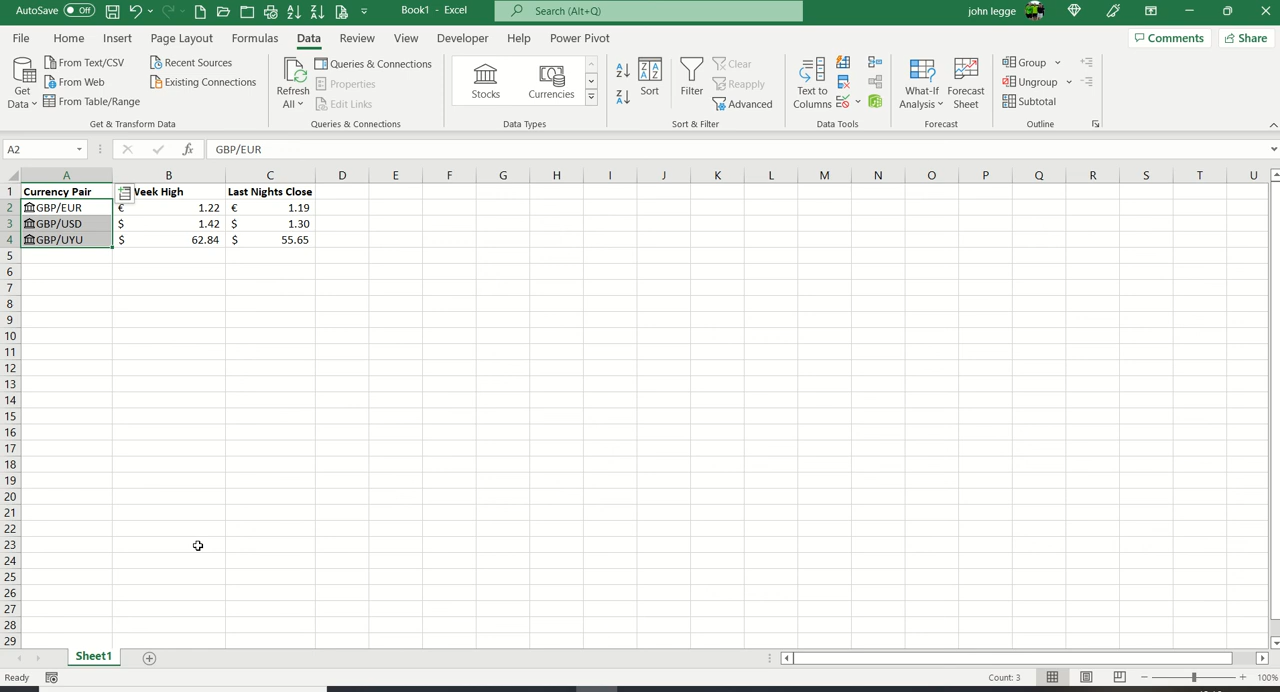 AutoSave Off Book1 - Excel Search (Alt+Q) john legge
File Home Insert Page Layout Formulas Data Review View Developer Help Power Pivot Comments Share
Get Data From Text/CSV From Web From Table/Range Recent Sources Existing Connections
Get & Transform Data
Refresh All Queries & Connections Properties Edit Links
Queries & Connections
Stocks Currencies
Data Types
Sort Filter Clear Reapply Advanced
Sort & Filter
Text to Columns
Data Tools
What-If Analysis Forecast Sheet
Forecast
Group Ungroup Subtotal
Outline
A2 fx GBP/EUR
A B C D E F G H I J K L M N O P Q R S T U
1 Currency Pair Week High Last Nights Close
2 GBP/EUR € 1.22 € 1.19
3 GBP/USD $ 1.42 $ 1.30
4 GBP/UYU $ 62.84 $ 55.65
5
6
7
8
9
10
11
12
13
14
15
16
17
18
19
20
21
22
23
24
25
26
27
28
29
Sheet1
Ready Count: 3 100%